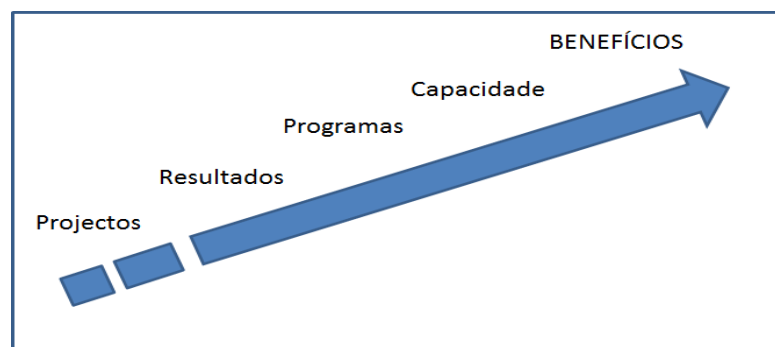 BENEFÍCIOS
Capacidade
Programas
Resultados
Projectos